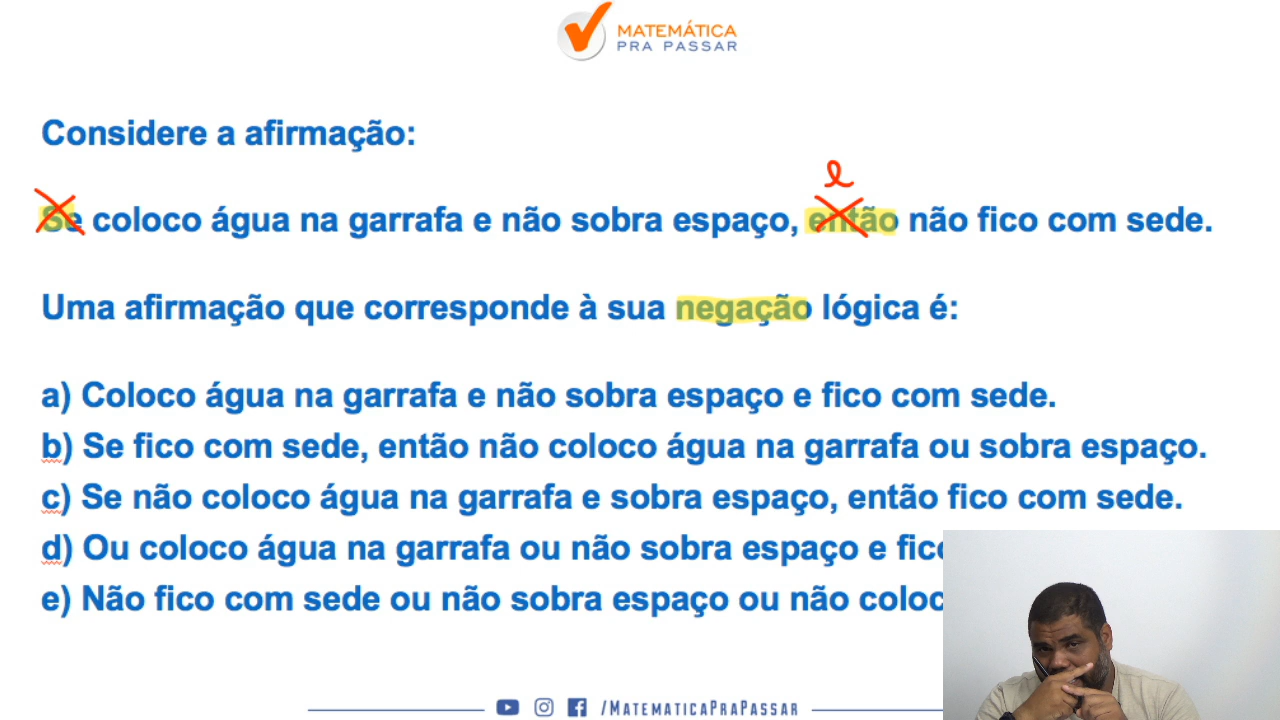 MATEMÁTICA
PRA PASSAR
Considere a afirmação:
e
Se coloco água na garrafa e não sobra espaço, então não fico com sede.
Uma afirmação que corresponde à sua negação lógica é:
a) Coloco água na garrafa e não sobra espaço e fico com sede.
b) Se fico com sede, então não coloco água na garrafa ou sobra espaço.
c) Se não coloco água na garrafa e sobra espaço, então fico com sede.
d) Ou coloco água na garrafa ou não sobra espaço e
e) Não fico com sede ou não sobra espaço ou não
/MATEMATICAPRAPASSAR